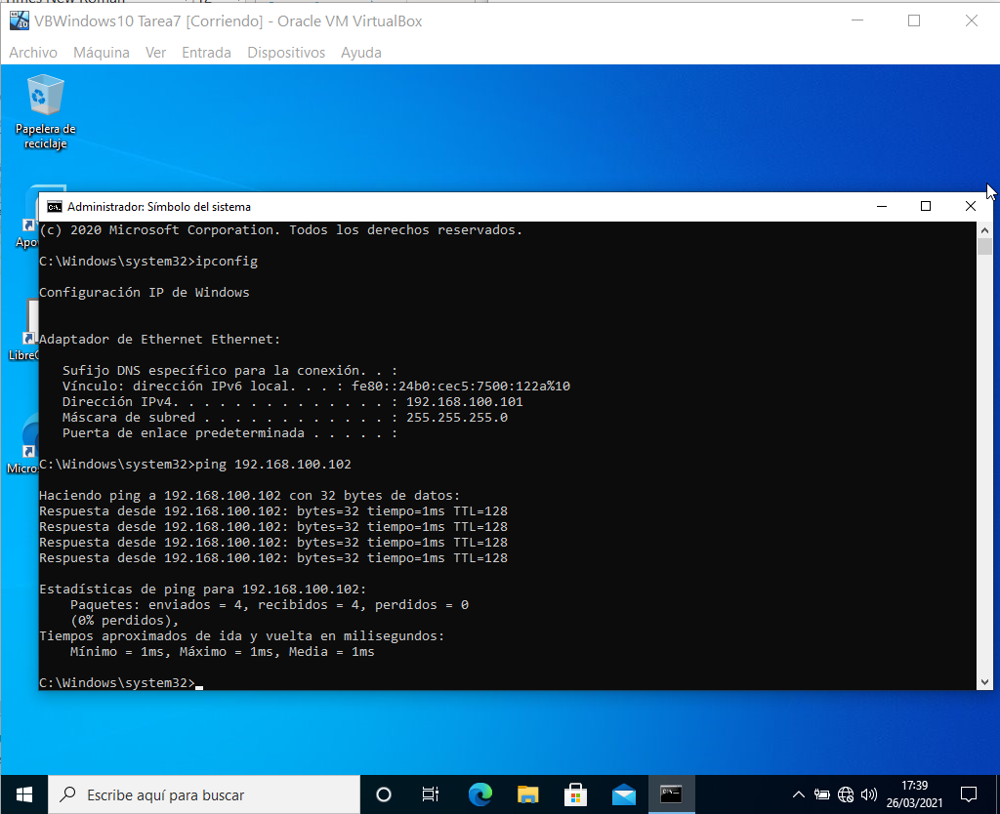 VBWindows10 Tarea7 [Corriendo] - Oracle VM VirtualBox
Archivo Máquina Ver Entrada Dispositivos Ayuda
Papelera de
reciclaje
Administrador: Símbolo del sistema
(c) 2020 Microsoft Corporation. Todos los derechos reservados.
C:\Windows\system32>ipconfig
Configuración IP de Windows
Adaptador de Ethernet Ethernet:
Sufijo DNS específico para la conexión. . :
Vínculo: dirección IPv6 local. . . : fe80::24b0:cec5:7500:122a%10
Dirección IPv4. . . . . . . . . . . . . . : 192.168.100.101
Máscara de subred . . . . . . . . . . . . : 255.255.255.0
Puerta de enlace predeterminada . . . . . :
C:\Windows\system32>ping 192.168.100.102
Haciendo ping a 192.168.100.102 con 32 bytes de datos:
Respuesta desde 192.168.100.102: bytes=32 tiempo=1ms TTL=128
Respuesta desde 192.168.100.102: bytes=32 tiempo=1ms TTL=128
Respuesta desde 192.168.100.102: bytes=32 tiempo=1ms TTL=128
Respuesta desde 192.168.100.102: bytes=32 tiempo=1ms TTL=128
Estadísticas de ping para 192.168.100.102:
Paquetes: enviados = 4, recibidos = 4, perdidos = 0
(0% perdidos),
Tiempos aproximados de ida y vuelta en milisegundos:
Mínimo = 1ms, Máximo = 1ms, Media = 1ms
C:\Windows\system32>
Escribe aquí para buscar
17:39
26/03/2021